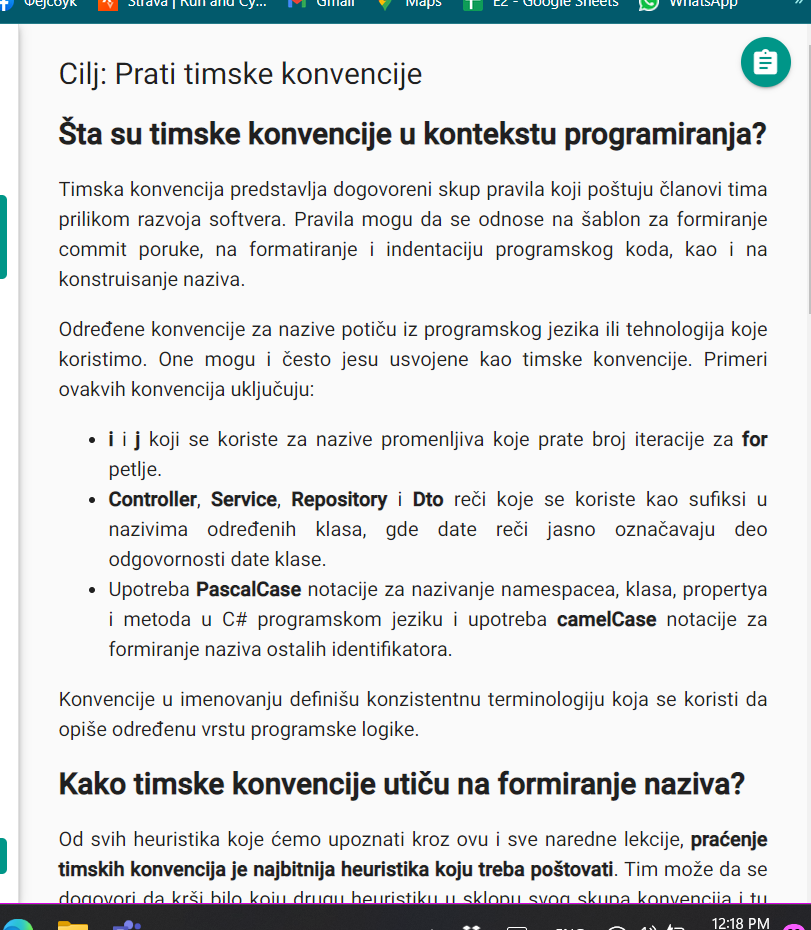 Фејсбук Strava | Run and Cy... Gmail Maps E2 - Google Sheets WhatsApp »
Cilj: Prati timske konvencije
Šta su timske konvencije u kontekstu programiranja?
Timska konvencija predstavlja dogovoreni skup pravila koji poštuju članovi tima
prilikom razvoja softvera. Pravila mogu da se odnose na šablon za formiranje
commit poruke, na formatiranje i indentaciju programskog koda, kao i na
konstruisanje naziva.
Određene konvencije za nazive potiču iz programskog jezika ili tehnologija koje
koristimo. One mogu i često jesu usvojene kao timske konvencije. Primeri
ovakvih konvencija uključuju:
• i i j koji se koriste za nazive promenljiva koje prate broj iteracije za for
petlje.
• Controller, Service, Repository i Dto reči koje se koriste kao sufiksi u
nazivima određenih klasa, gde date reči jasno označavaju deo
odgovornosti date klase.
• Upotreba PascalCase notacije za nazivanje namespacea, klasa, propertya
i metoda u C# programskom jeziku i upotreba camelCase notacije za
formiranje naziva ostalih identifikatora.
Konvencije u imenovanju definišu konzistentnu terminologiju koja se koristi da
opiše određenu vrstu programske logike.
Kako timske konvencije utiču na formiranje naziva?
Od svih heuristika koje ćemo upoznati kroz ovu i sve naredne lekcije, praćenje
timskih konvencija je najbitnija heuristika koju treba poštovati. Tim može da se
dogovori da krši bilo koju drugu heuristiku u sklopu svog skupa konvencija i tu
12:18 PM